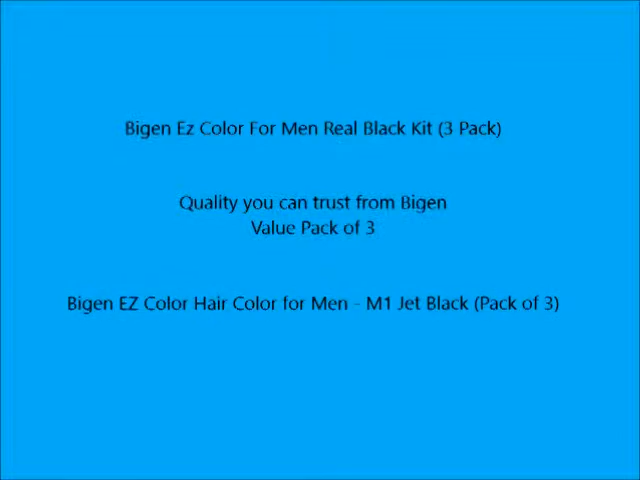 Bigen Ez Color For Men Real Black Kit (3 Pack)
Quality you can trust from Bigen
Value Pack of 3
Bigen EZ Color Hair Color for Men - M1 Jet Black (Pack of 3)